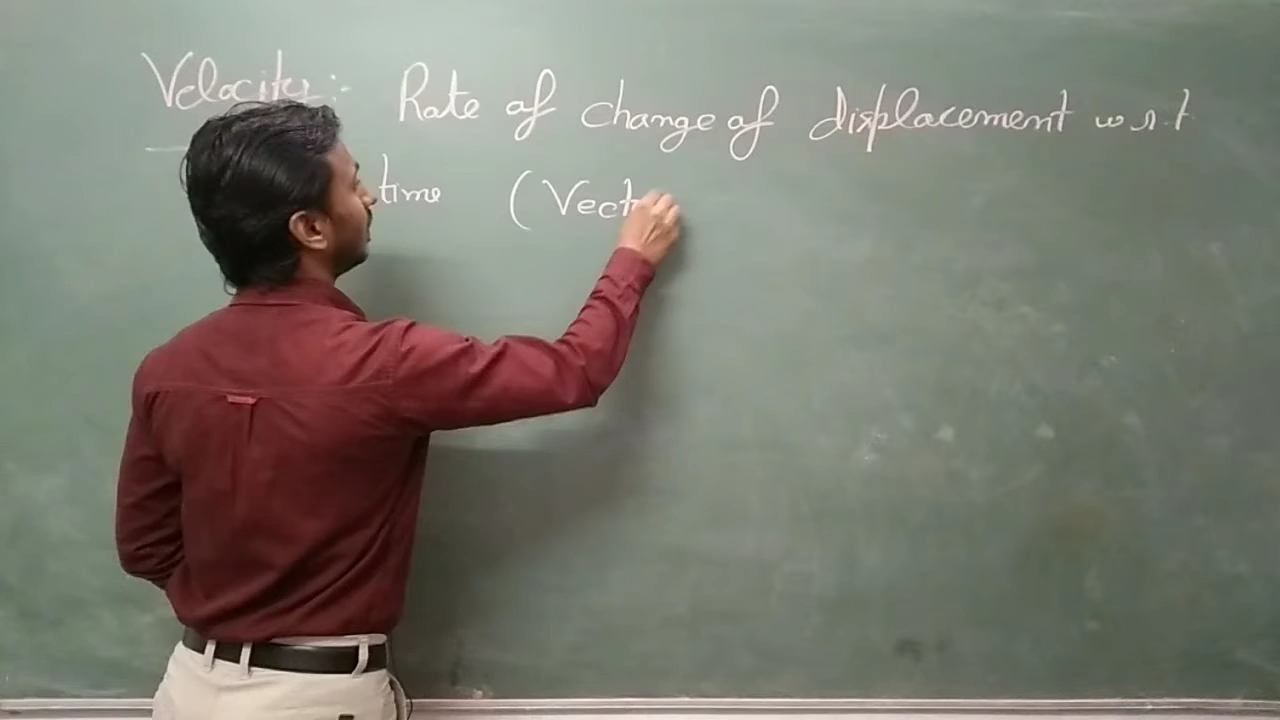 Velocity:- Rate of change of displacement w.r.t
time (Vect